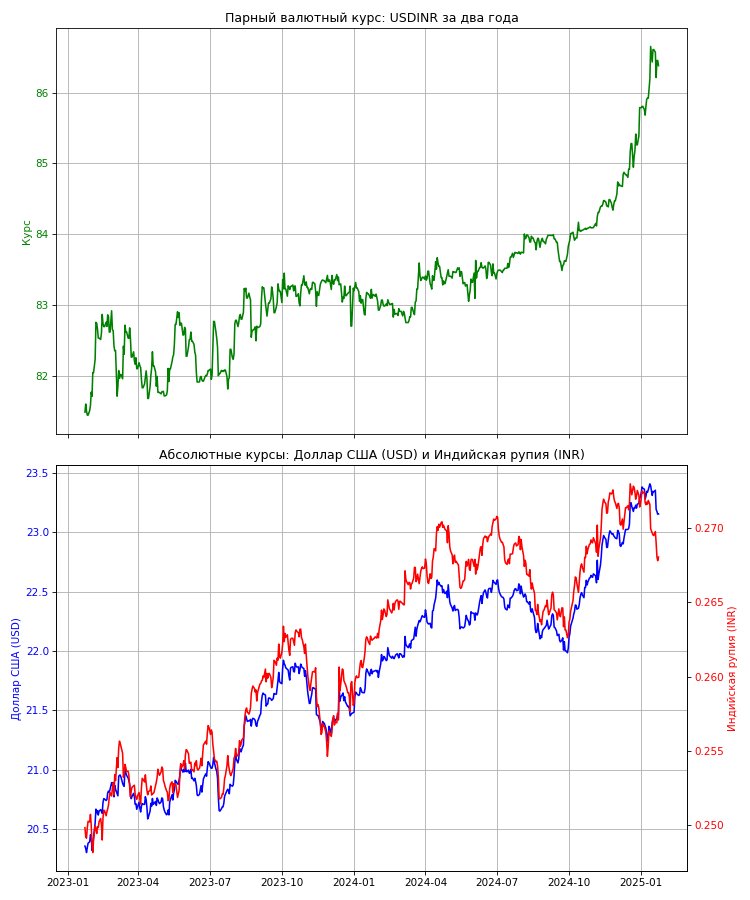 Парный валютный курс: USDINR за два года
Курс
86
85
84
83
82
Абсолютные курсы: Доллар США (USD) и Индийская рупия (INR)
Доллар США (USD)
23.5
23.0
22.5
22.0
21.5
21.0
20.5
Индийская рупия (INR)
0.270
0.265
0.260
0.255
0.250
2023-01 2023-04 2023-07 2023-10 2024-01 2024-04 2024-07 2024-10 2025-01